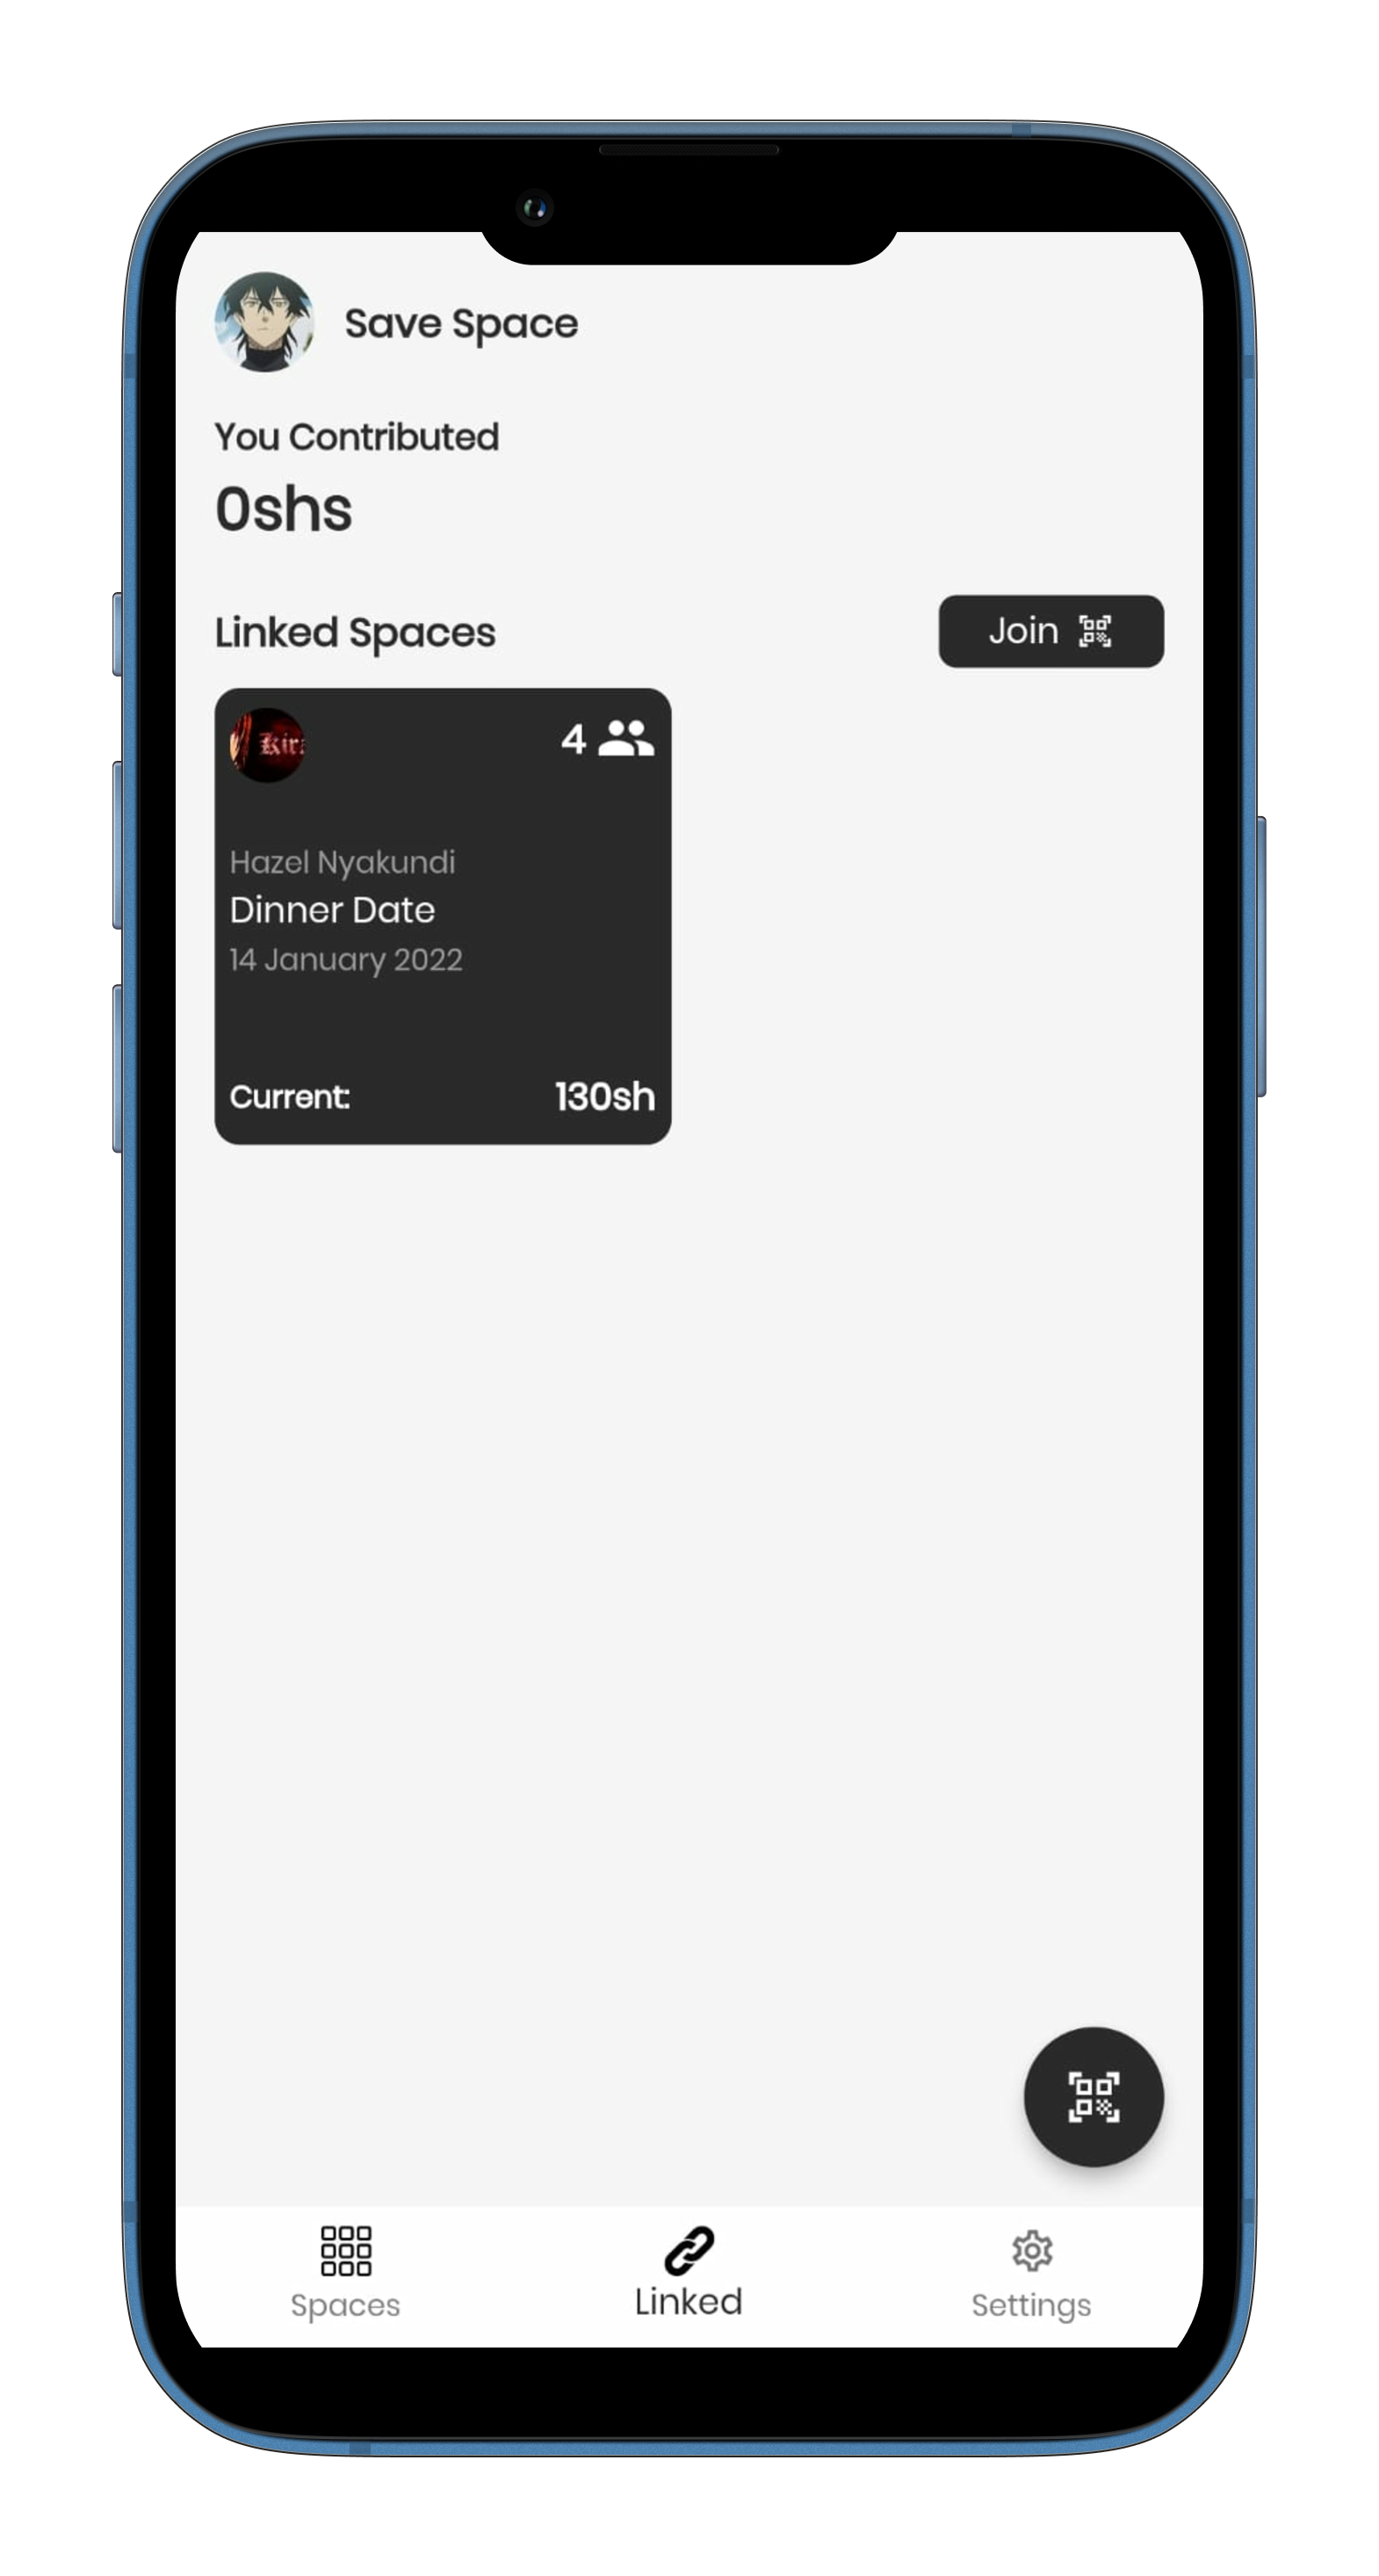 Save Space
You Contributed
0shs
Linked Spaces
Join
4
Hazel Nyakundi
Dinner Date
14 January 2022
Current:
130sh
Spaces
Linked
Settings